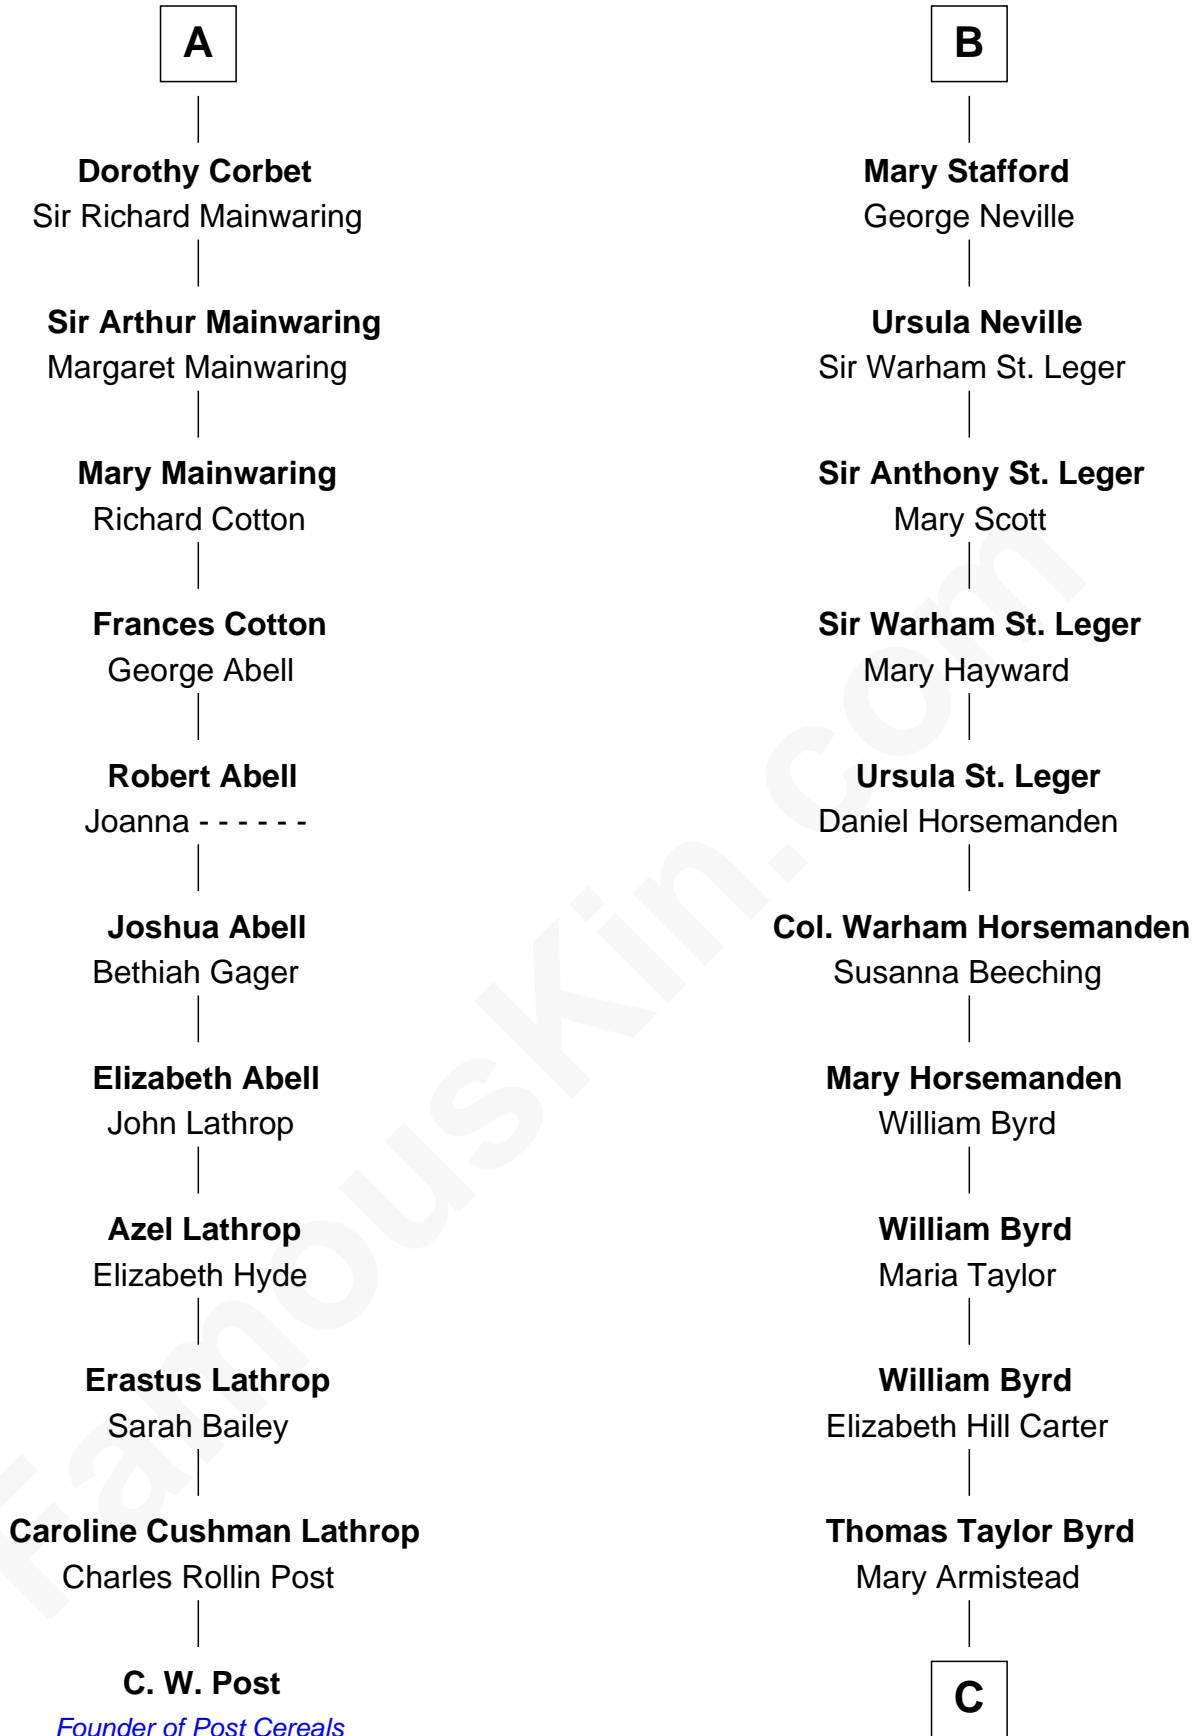 A
Dorothy Corbet
Sir Richard Mainwaring
Sir Arthur Mainwaring
Margaret Mainwaring
Mary Mainwaring
Richard Cotton
Frances Cotton
George Abell
Robert Abell
Joanna - - - - - -
Joshua Abell
Bethiah Gager
Elizabeth Abell
John Lathrop
Azel Lathrop
Elizabeth Hyde
Erastus Lathrop
Sarah Bailey
Caroline Cushman Lathrop
Charles Rollin Post
C. W. Post
Founder of Post Cereals
B
Mary Stafford
George Neville
Ursula Neville
Sir Warham St. Leger
Sir Anthony St. Leger
Mary Scott
Sir Warham St. Leger
Mary Hayward
Ursula St. Leger
Daniel Horsemanden
Col. Warham Horsemanden
Susanna Beeching
Mary Horsemanden
William Byrd
William Byrd
Maria Taylor
William Byrd
Elizabeth Hill Carter
Thomas Taylor Byrd
Mary Armistead
C
FamousKin.com